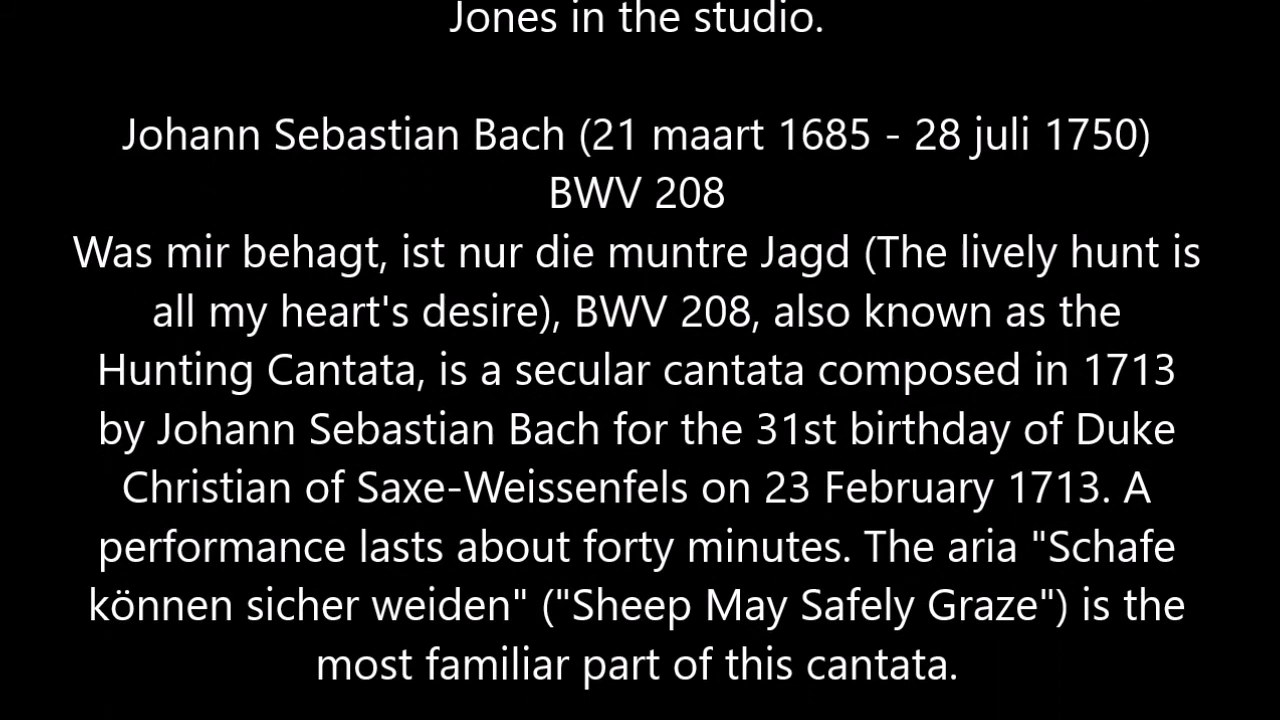 Jones in the studio.
Johann Sebastian Bach (21 maart 1685 - 28 juli 1750)
BWV 208
Was mir behagt, ist nur die muntre Jagd (The lively hunt is
all my heart's desire), BWV 208, also known as the
Hunting Cantata, is a secular cantata composed in 1713
by Johann Sebastian Bach for the 31st birthday of Duke
Christian of Saxe-Weissenfels on 23 February 1713. A
performance lasts about forty minutes. The aria "Schafe
können sicher weiden" ("Sheep May Safely Graze") is the
most familiar part of this cantata.